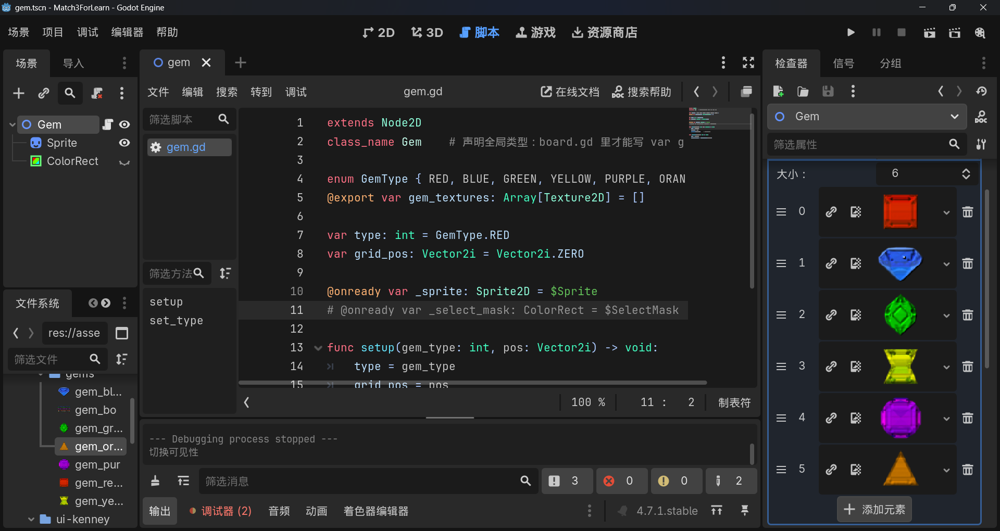 gem.tscn - Match3ForLearn - Godot Engine
场景 项目 调试 编辑器 帮助
2D 3D 脚本 游戏 资源商店
场景 导入
Gem
Sprite
ColorRect
文件系统
res://asse
筛选文件
gems
gem_bl...
gem_bo
gem_gr...
gem_or...
gem_pur
gem_re...
gem_ye...
ui-kenney
gem
文件 编辑 搜索 转到 调试
gem.gd
在线文档 搜索帮助
筛选脚本
gem.gd
筛选方法
setup
set_type
1 extends Node2D
2 class_name Gem # 声明全局类型：board.gd 里才能写 var g
3
4 enum GemType { RED, BLUE, GREEN, YELLOW, PURPLE, ORAN
5 @export var gem_textures: Array[Texture2D] = []
6
7 var type: int = GemType.RED
8 var grid_pos: Vector2i = Vector2i.ZERO
9
10 @onready var _sprite: Sprite2D = $Sprite
11 # @onready var _select_mask: ColorRect = $SelectMask
12
13 func setup(gem_type: int, pos: Vector2i) -> void:
14 type = gem_type
15 grid_pos = pos
100 % 11 : 2 制表符
--- Debugging process stopped ---
切换可见性
筛选消息 3 0 0 2
输出 调试器 (2) 音频 动画 着色器编辑器 4.7.1.stable
检查器 信号 分组
Gem
DOC
筛选属性
大小： 6
0
1
2
3
4
5
添加元素